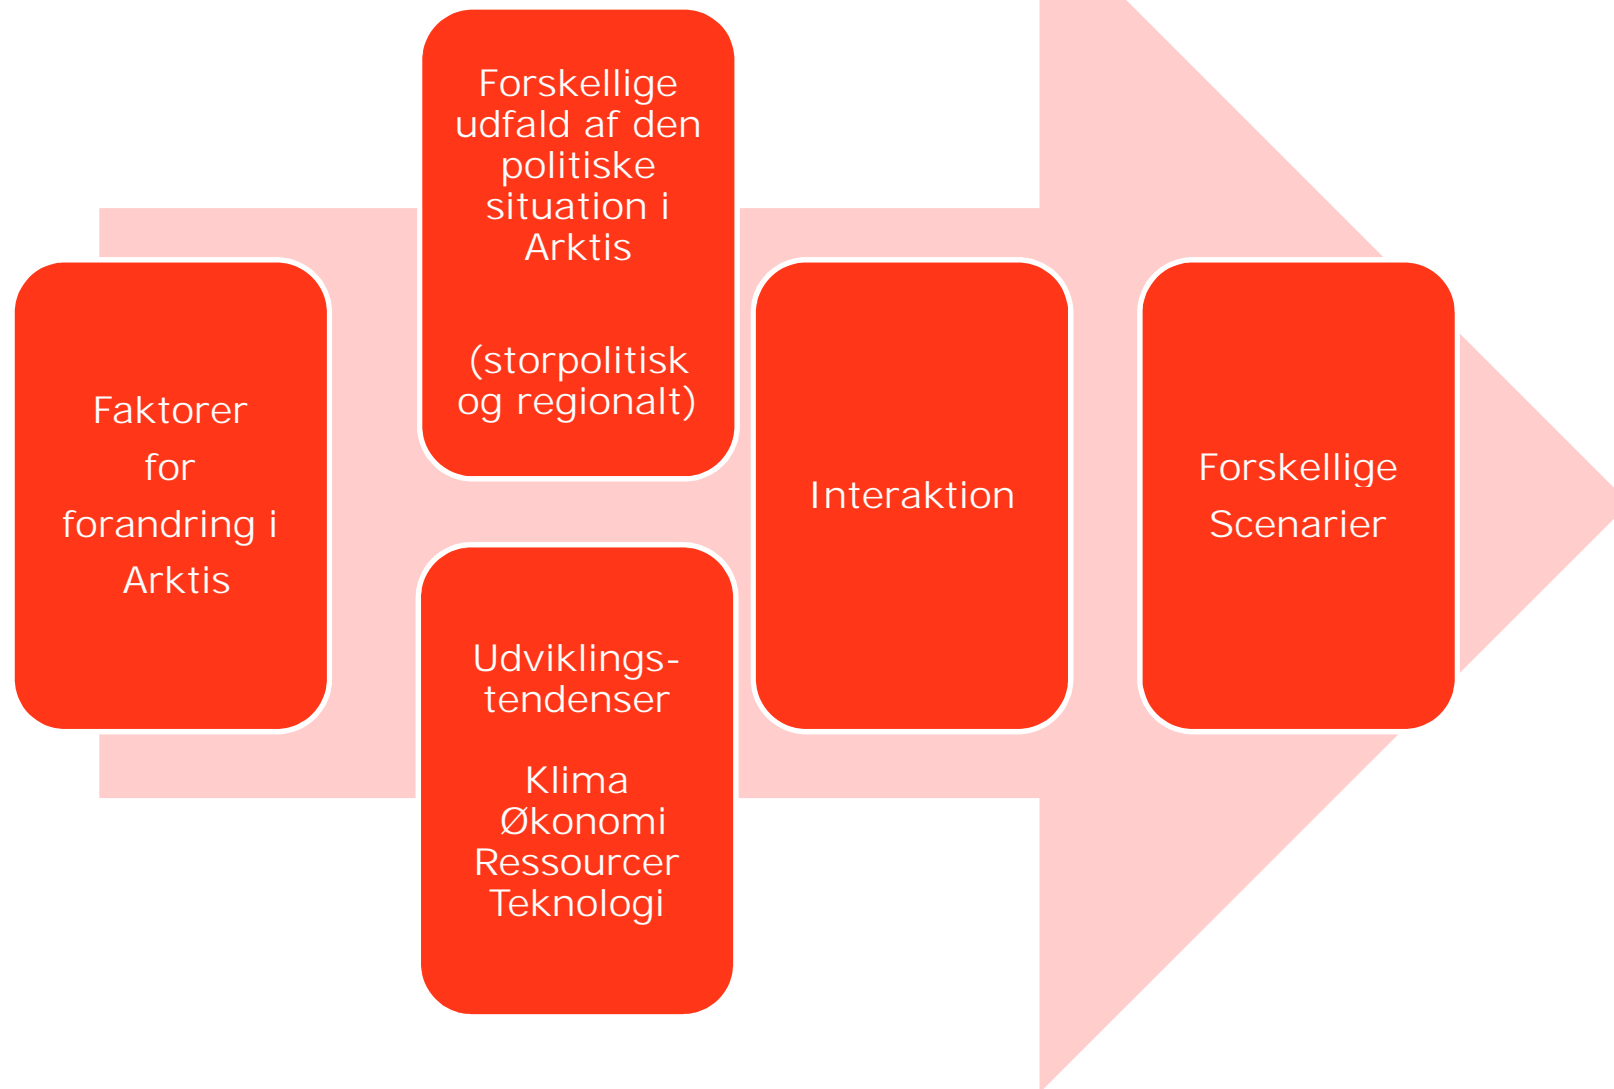 Faktorer
for
forandring i
Arktis
Forskellige
udfald af den
politiske
situation i
Arktis
(storpolitisk
og regionalt)
Udviklings-
tendenser
Klima
Økonomi
Ressourcer
Teknologi
Interaktion
Forskellige
Scenarier